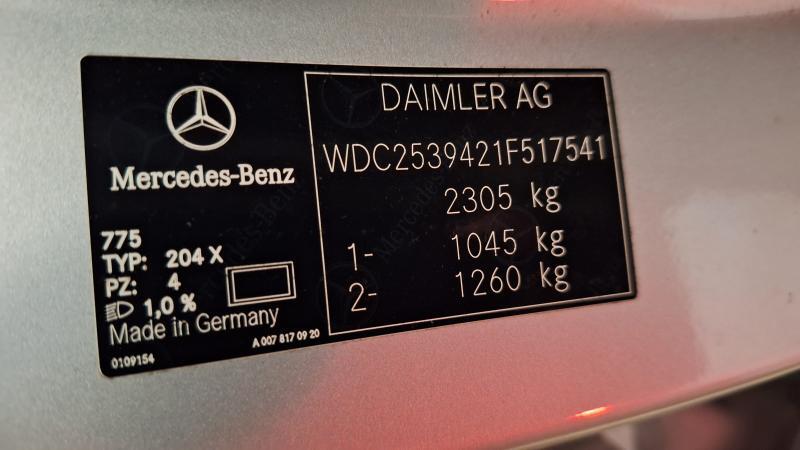 Mercedes-Benz
775
TYP: 204 X
PZ: 4
1,0 %
Made in Germany
A 007 817 09 20
0109154
DAIMLER AG
WDC2539421F517541
2305 kg
1- 1045 kg
2- 1260 kg